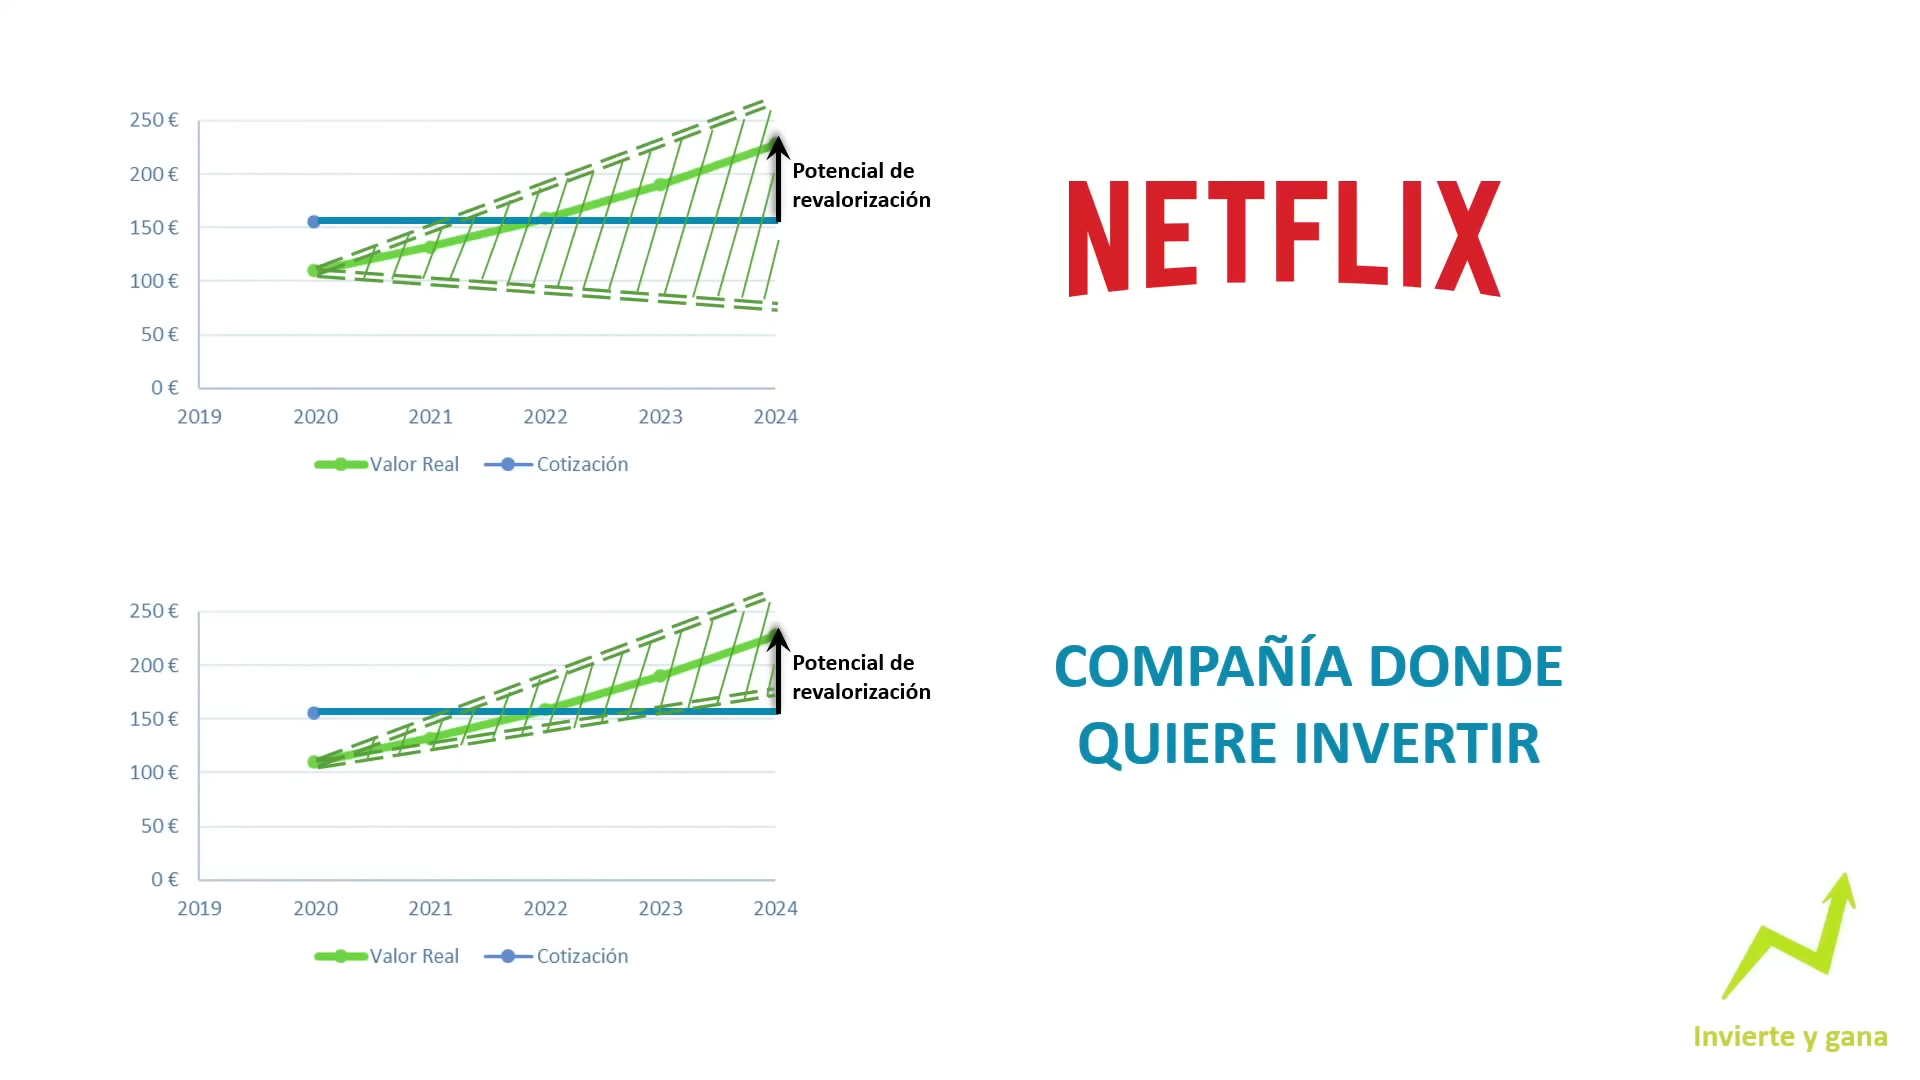 250 €
200 €
150 €
100 €
50 €
0 €
2019 2020 2021 2022 2023 2024
Valor Real Cotización
Potencial de
revalorización
NETFLIX
250 €
200 €
150 €
100 €
50 €
0 €
2019 2020 2021 2022 2023 2024
Valor Real Cotización
Potencial de
revalorización
COMPAÑÍA DONDE
QUIERE INVERTIR
Invierte y gana